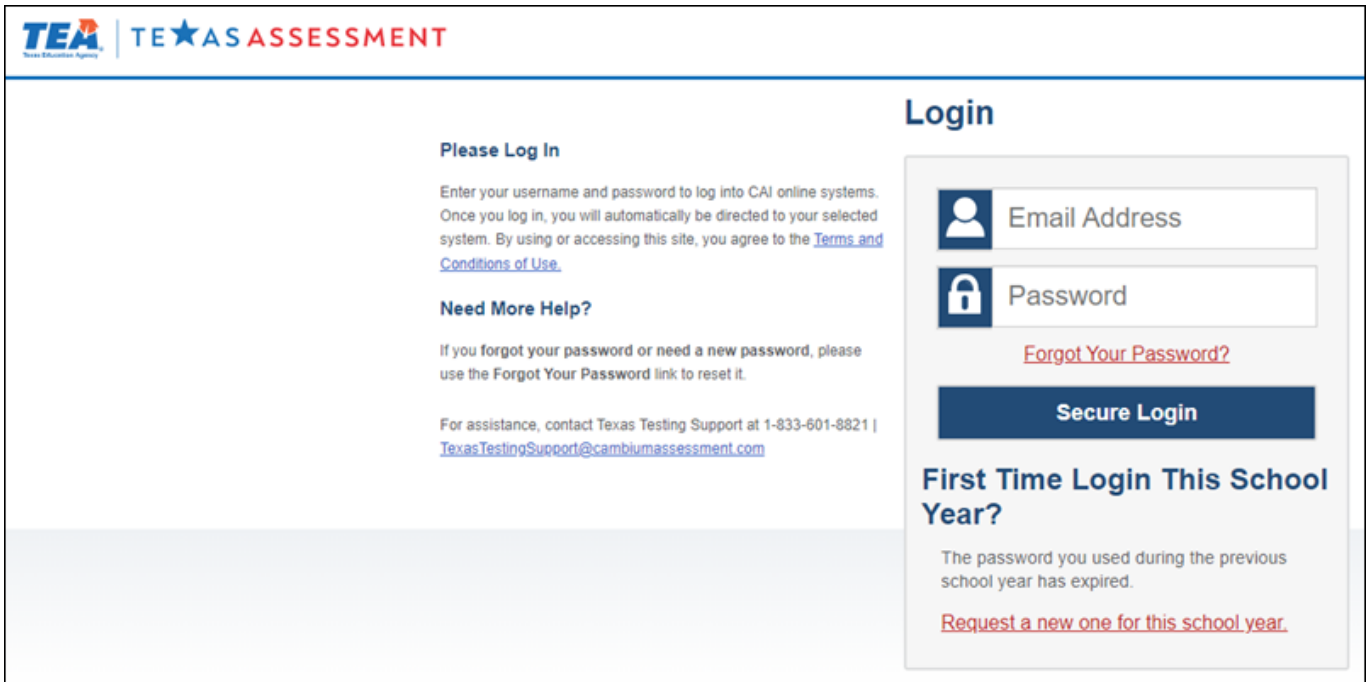 TEA
Texas Education Agency
TEXAS ASSESSMENT
Please Log In
Enter your username and password to log into CAI online systems.
Once you log in, you will automatically be directed to your selected
system. By using or accessing this site, you agree to the Terms and
Conditions of Use.
Need More Help?
If you forgot your password or need a new password, please
use the Forgot Your Password link to reset it.
For assistance, contact Texas Testing Support at 1-833-601-8821 |
TexasTestingSupport@cambiumassessment.com
Login
Email Address
Password
Forgot Your Password?
Secure Login
First Time Login This School
Year?
The password you used during the previous
school year has expired.
Request a new one for this school year.